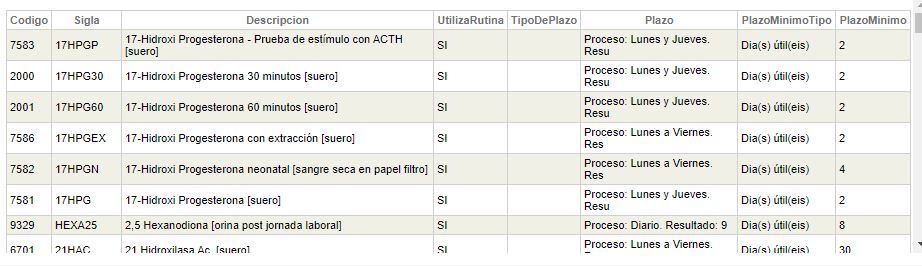 Codigo Sigla Descripcion UtilizaRutina TipoDePlazo Plazo PlazoMinimoTipo PlazoMinimo
7583 17HPGP 17-Hidroxi Progesterona - Prueba de estímulo con ACTH [suero] SI Proceso: Lunes y Jueves. Resu Dia(s) útil(eis) 2
2000 17HPG30 17-Hidroxi Progesterona 30 minutos [suero] SI Proceso: Lunes y Jueves. Resu Dia(s) útil(eis) 2
2001 17HPG60 17-Hidroxi Progesterona 60 minutos [suero] SI Proceso: Lunes y Jueves. Resu Dia(s) útil(eis) 2
7586 17HPGEX 17-Hidroxi Progesterona con extracción [suero] SI Proceso: Lunes a Viernes. Res Dia(s) útil(eis) 2
7582 17HPGN 17-Hidroxi Progesterona neonatal [sangre seca en papel filtro] SI Proceso: Lunes a Viernes. Res Dia(s) útil(eis) 4
7581 17HPG 17-Hidroxi Progesterona [suero] SI Proceso: Lunes y Jueves. Resu Dia(s) útil(eis) 2
9329 HEXA25 2,5 Hexanodiona [orina post jornada laboral] SI Proceso: Diario. Resultado: 9 Dia(s) útil(eis) 8
6701 21HAC 21 Hidroxilasa Ac. [suero] SI Proceso: Lunes a Viernes. Res Dia(s) útil(eis) 30